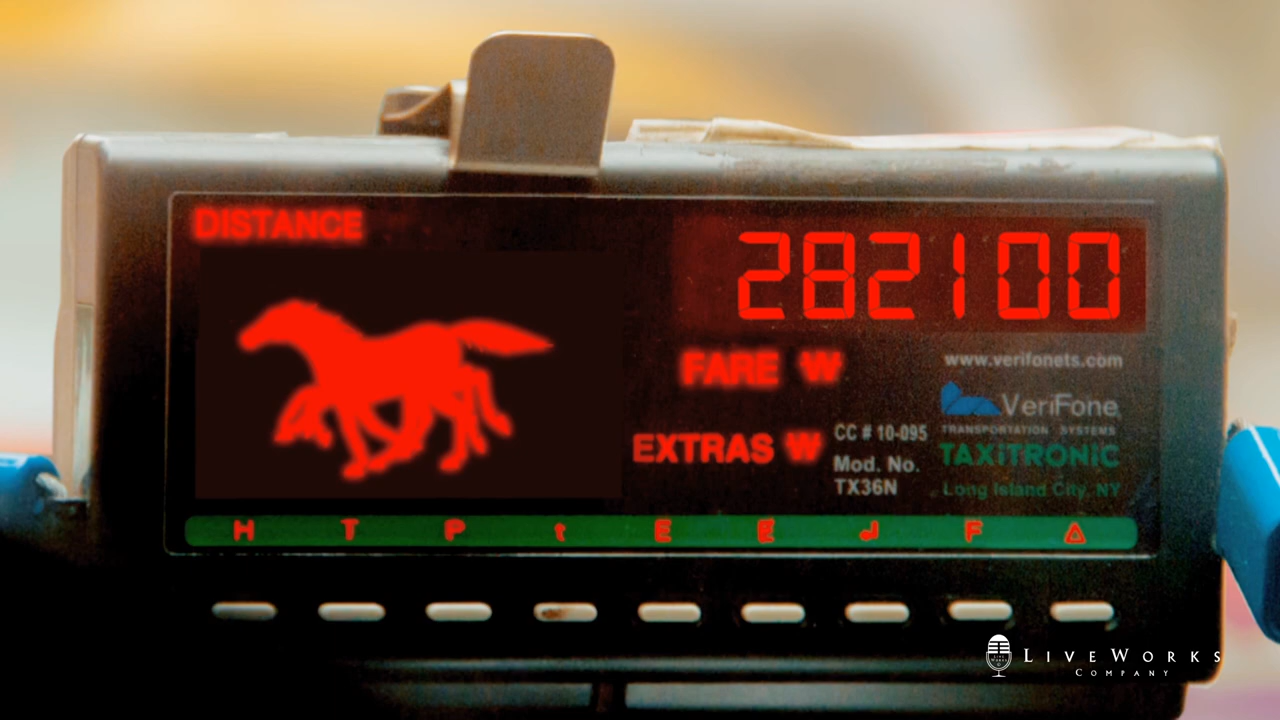 DISTANCE
282100
FARE ₩
www.verifonets.com
VeriFone
TRANSPORTATION SYSTEMS
EXTRAS ₩
CC # 10-095
Mod. No.
TX36N
TAXITRONIC
Long Island City, NY
H T P t E E d F Δ
LIVEWORKS
COMPANY